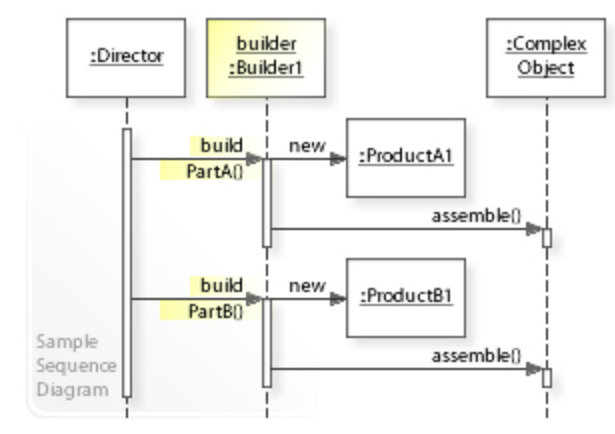 :Director
builder
:Builder1
:Complex
Object
build
PartA()
new
:ProductA1
assemble()
build
PartB()
new
:ProductB1
assemble()
Sample
Sequence
Diagram